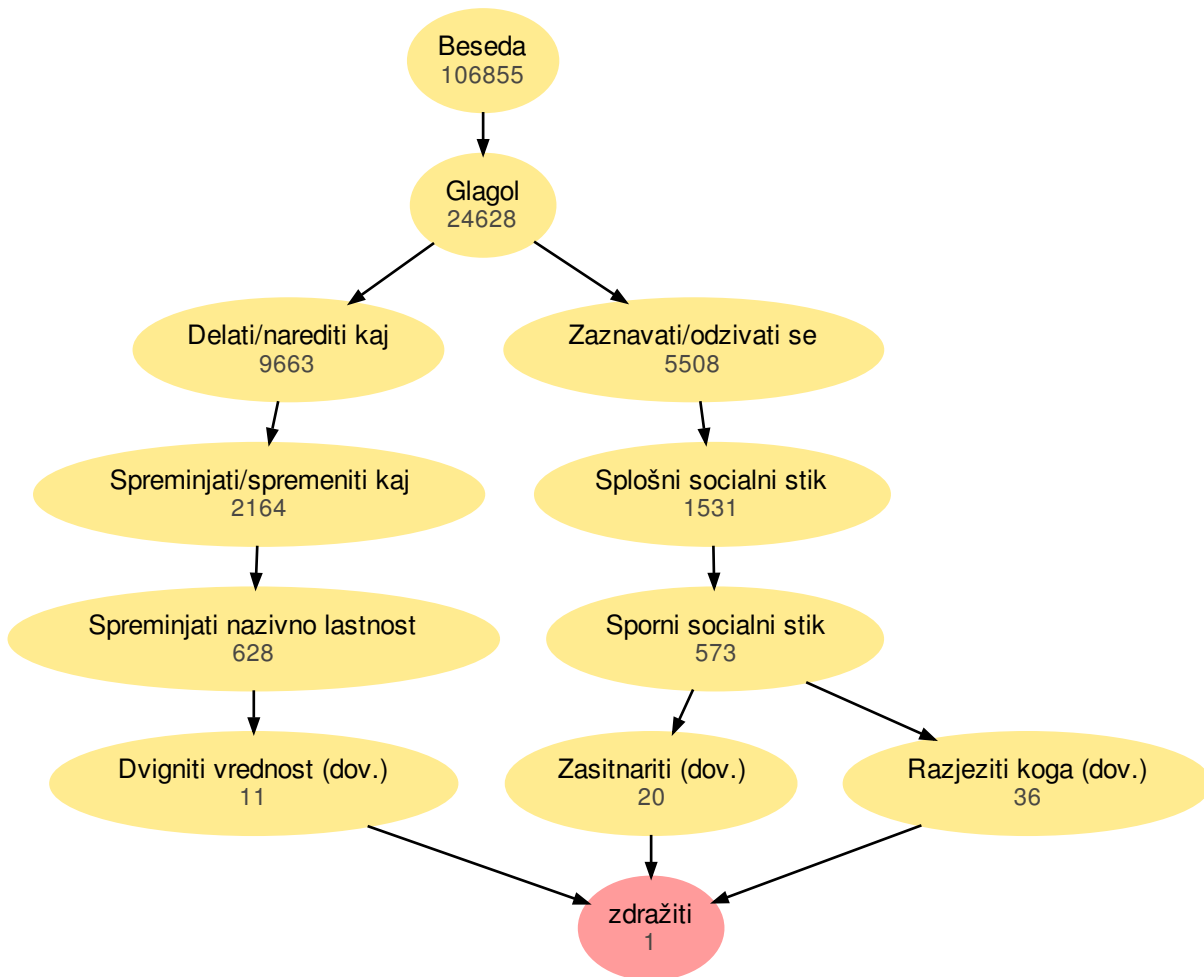 Beseda
106855
Glagol
24628
Delati/narediti kaj
9663
Zaznavati/odzivati se
5508
Spreminjati/spremeniti kaj
2164
Splošni socialni stik
1531
Spreminjati nazivno lastnost
628
Sporni socialni stik
573
Dvigniti vrednost (dov.)
11
Zasitnariti (dov.)
20
Razjeziti koga (dov.)
36
zdražiti
1